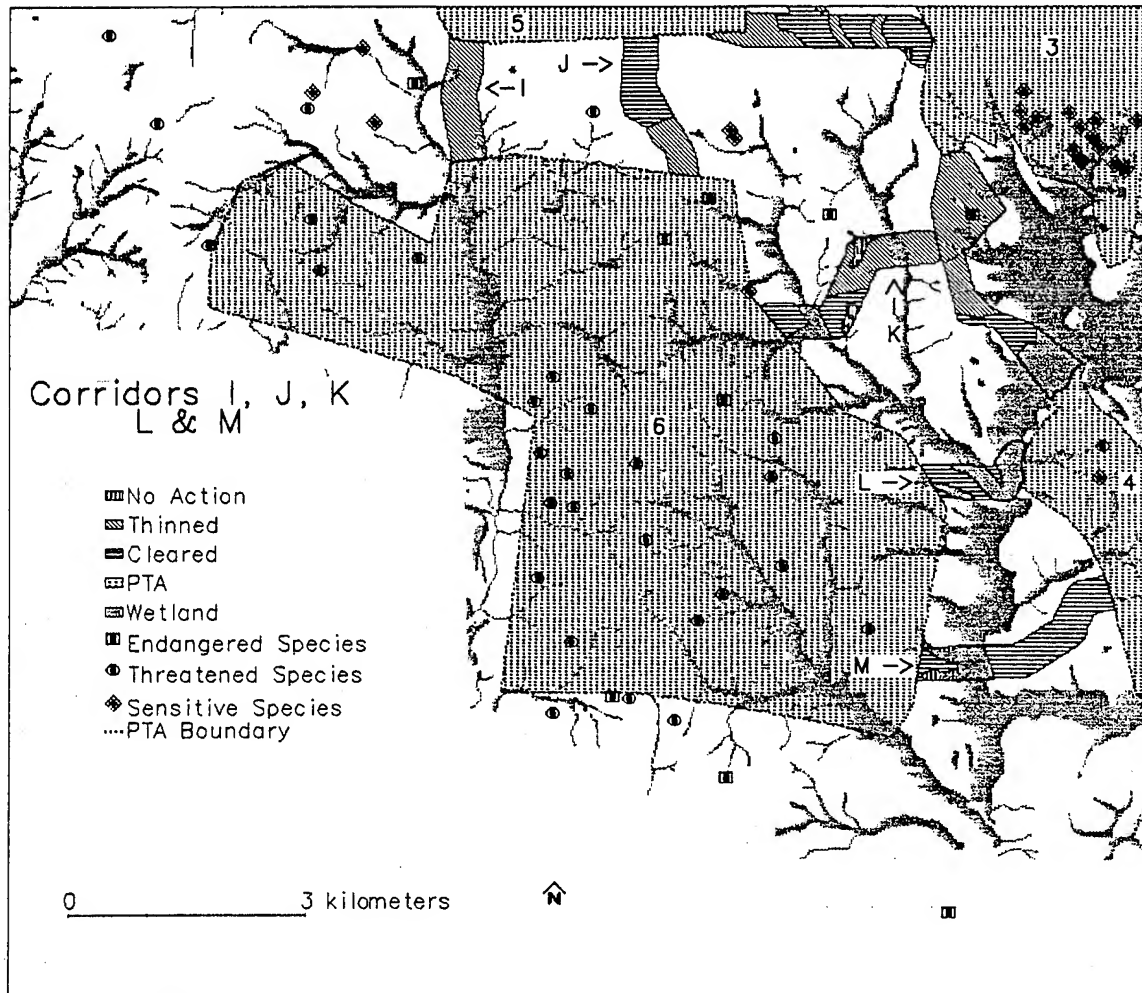 5
3
J →
← I
I
K
6
4
L →
M →
Corridors I, J, K
L & M
No Action
Thinned
Cleared
PTA
Wetland
Endangered Species
Threatened Species
Sensitive Species
PTA Boundary
0 3 kilometers
N